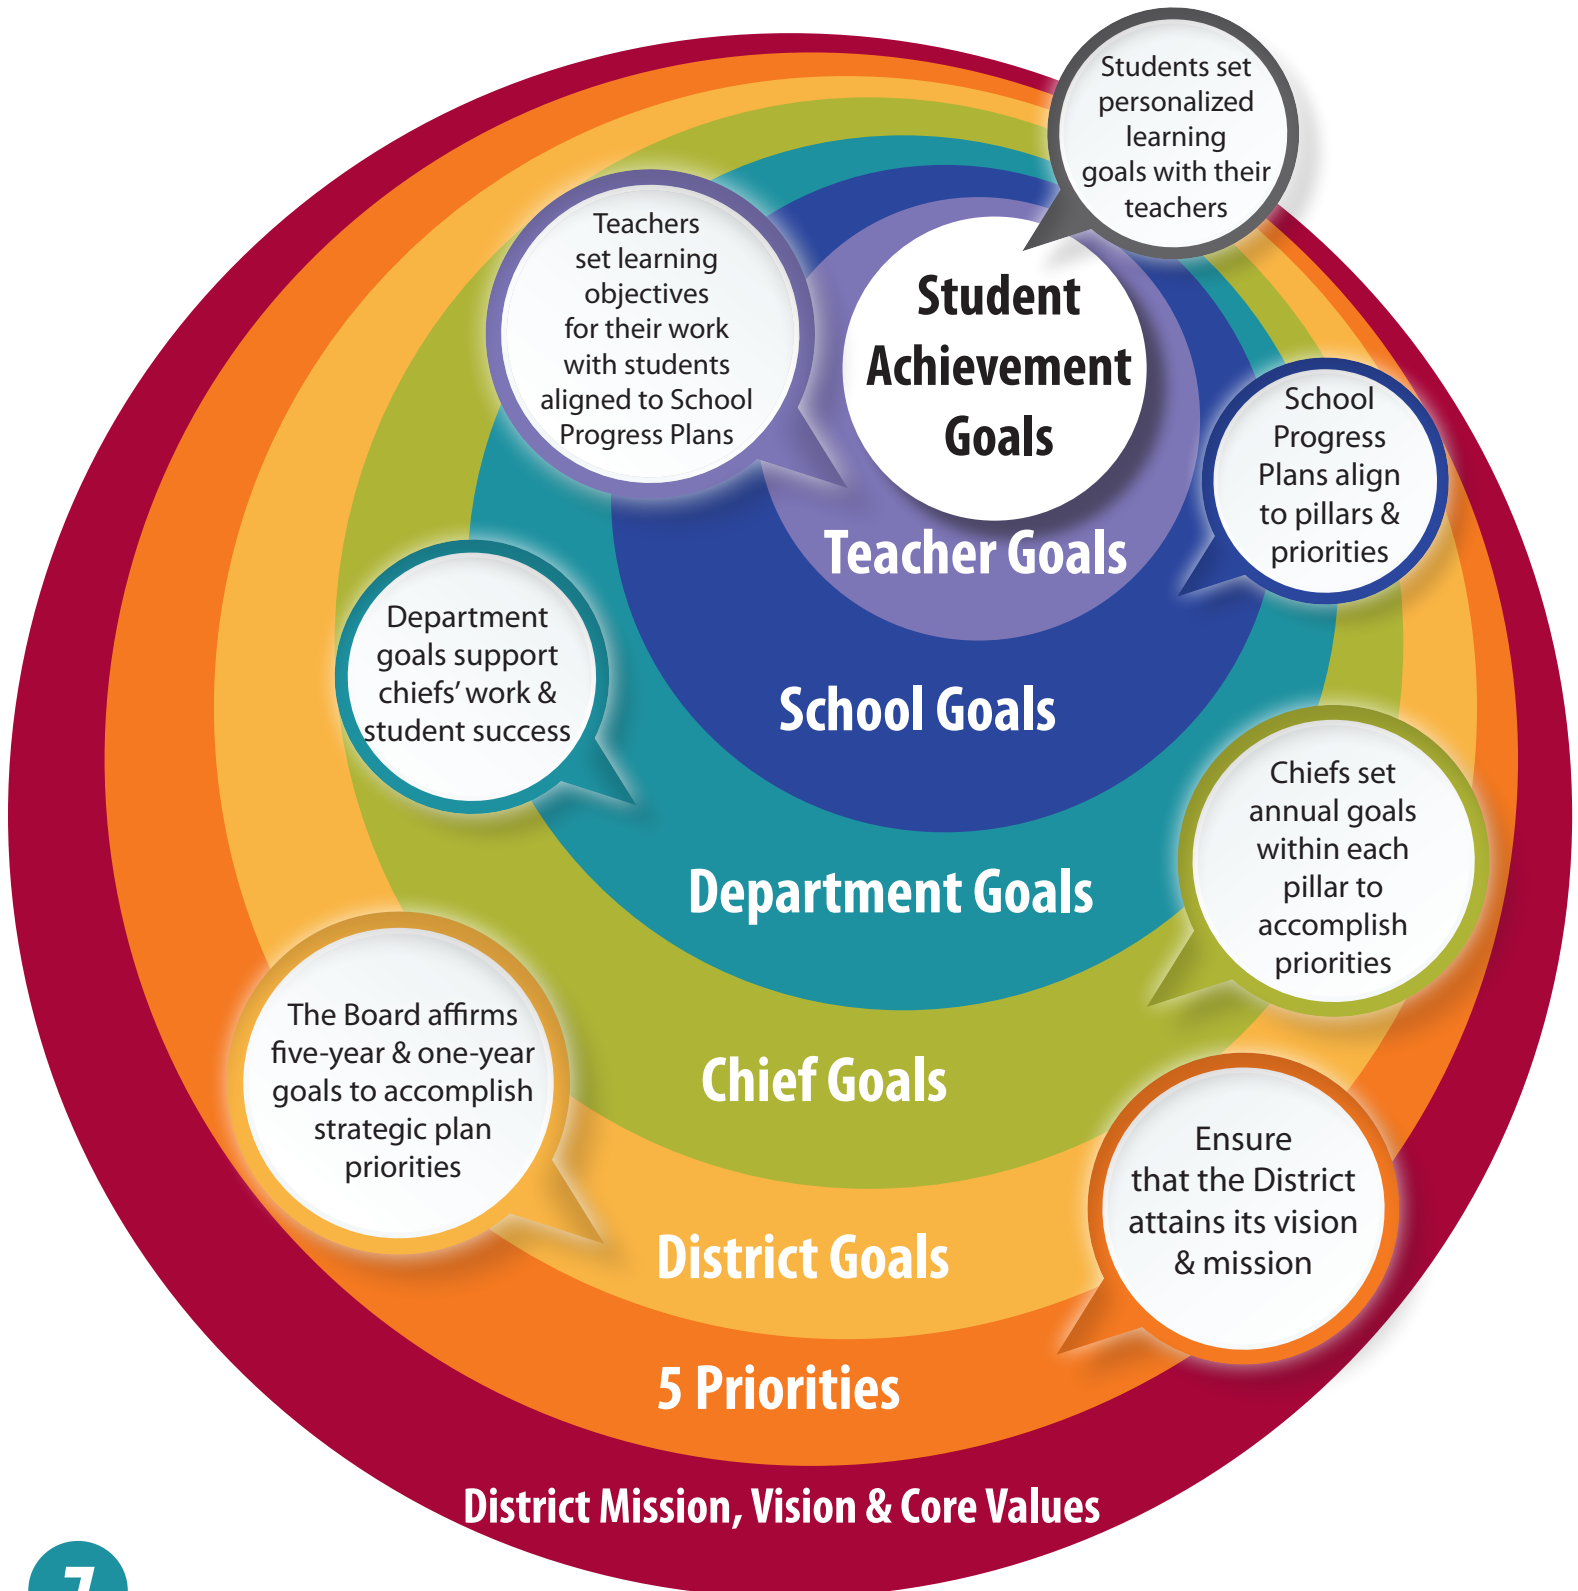 Students set
personalized
learning
goals with their
teachers
Teachers
set learning
objectives
for their work
with students
aligned to School
Progress Plans
Student
Achievement
Goals
School
Progress
Plans align
to pillars &
priorities
Teacher Goals
Department
goals support
chiefs’ work &
student success
School Goals
Chiefs set
annual goals
within each
pillar to
accomplish
priorities
Department Goals
The Board affirms
five-year & one-year
goals to accomplish
strategic plan
priorities
Chief Goals
Ensure
that the District
attains its vision
& mission
District Goals
5 Priorities
District Mission, Vision & Core Values
7